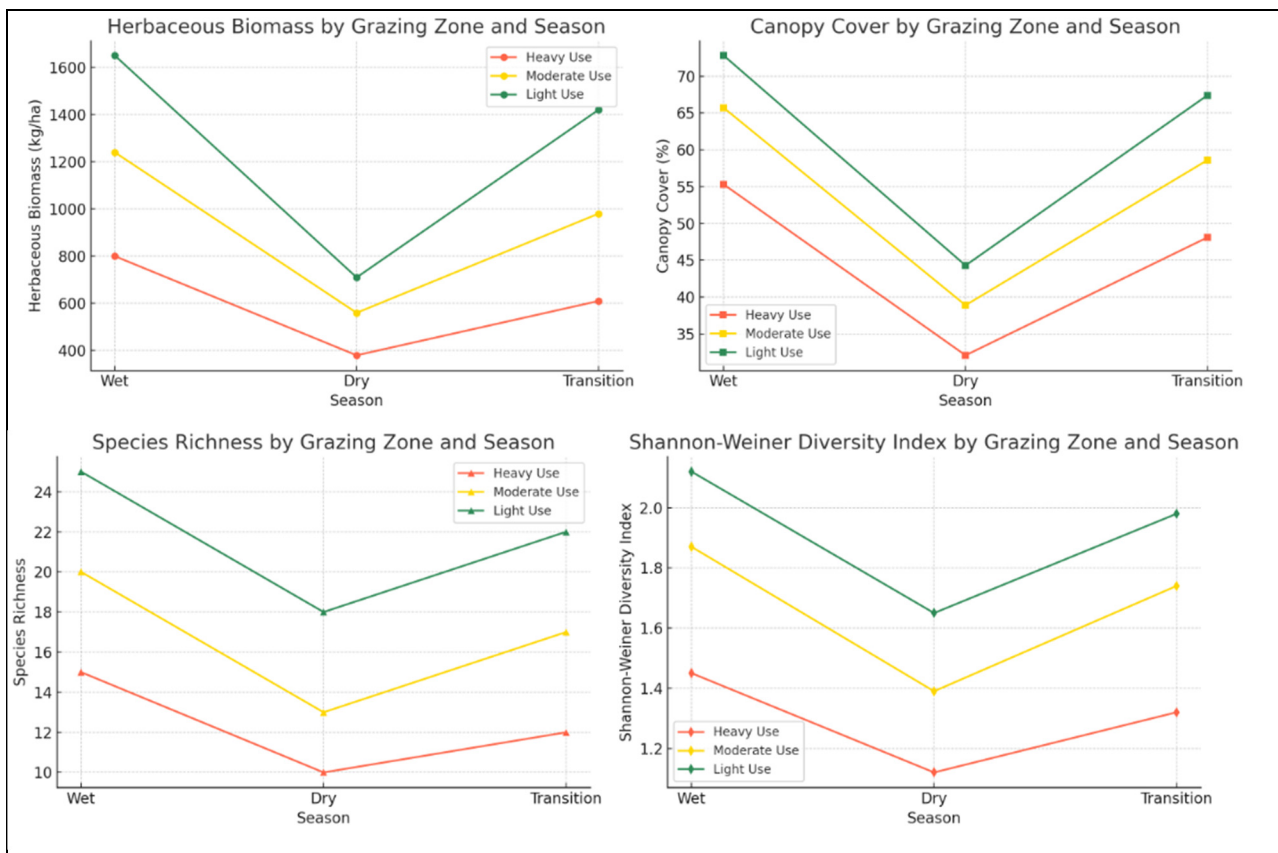 Herbaceous Biomass by Grazing Zone and Season
Herbaceous Biomass (kg/ha)
1600
1400
1200
1000
800
600
400
Heavy Use
Moderate Use
Light Use
Wet
Dry
Transition
Season
Canopy Cover by Grazing Zone and Season
Canopy Cover (%)
70
65
60
55
50
45
40
35
Heavy Use
Moderate Use
Light Use
Wet
Dry
Transition
Season
Species Richness by Grazing Zone and Season
Species Richness
24
22
20
18
16
14
12
10
Heavy Use
Moderate Use
Light Use
Wet
Dry
Transition
Season
Shannon-Weiner Diversity Index by Grazing Zone and Season
Shannon-Weiner Diversity Index
2.0
1.8
1.6
1.4
1.2
Heavy Use
Moderate Use
Light Use
Wet
Dry
Transition
Season